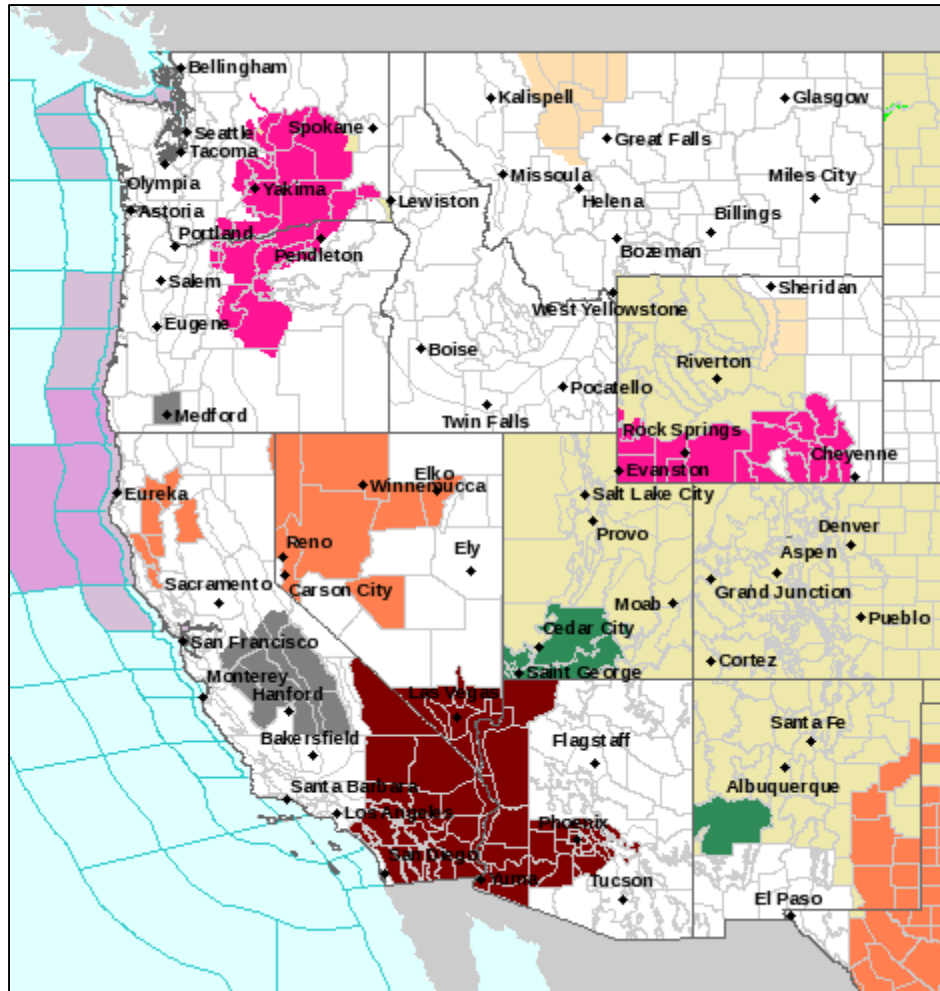 Bellingham
Kalispell
Glasgow
Seattle
Spokane
Great Falls
Tacoma
Olympia
Missoula
Miles City
Yakima
Helena
Lewiston
Astoria
Billings
Portland
Bozeman
Pendleton
Salem
Sheridan
West Yellowstone
Eugene
Boise
Riverton
Pocatello
Medford
Twin Falls
Rock Springs
Cheyenne
Evanston
Elko
Winnemucca
Eureka
Salt Lake City
Provo
Denver
Reno
Ely
Aspen
Sacramento
Carson City
Grand Junction
Moab
Pueblo
Cedar City
San Francisco
Cortez
Saint George
Monterey
Hanford
Las Vegas
Santa Fe
Bakersfield
Flagstaff
Albuquerque
Santa Barbara
Los Angeles
Phoenix
San Diego
Yuma
Tucson
El Paso